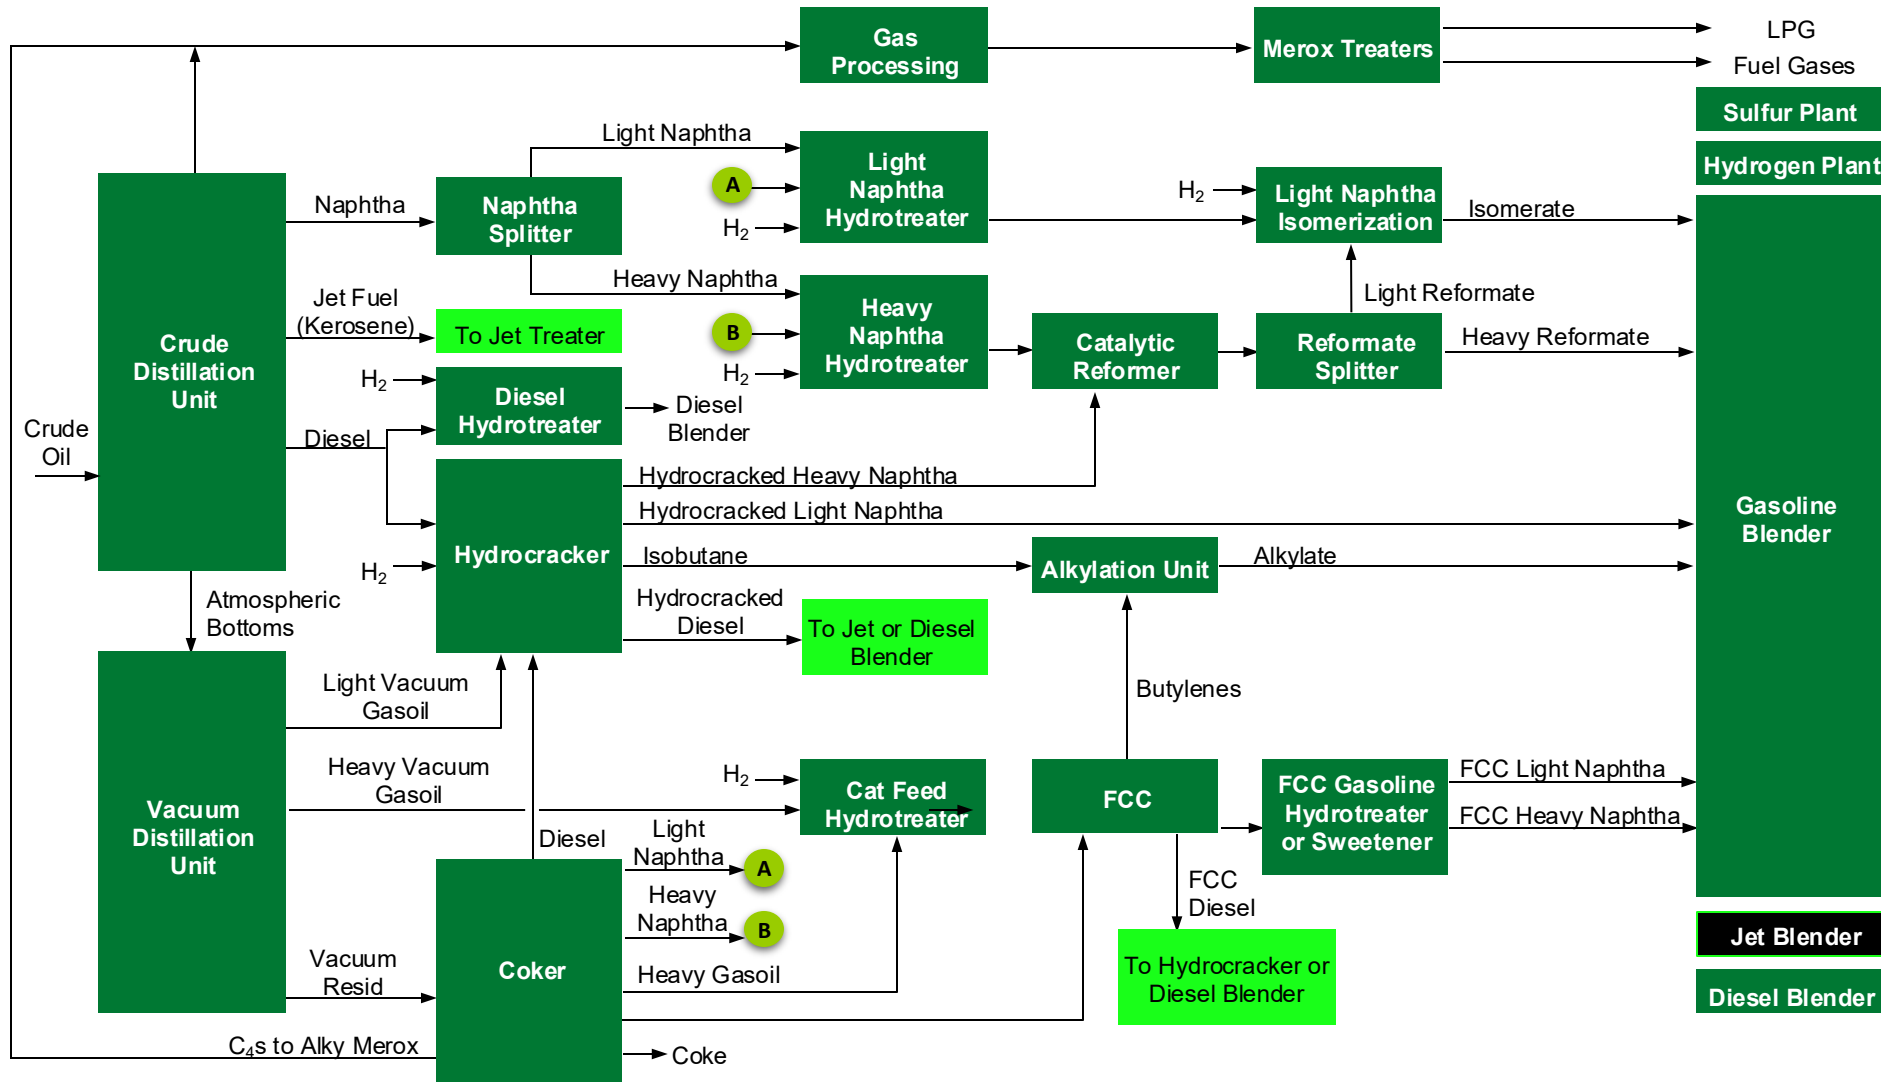 Gas
Processing
Merox Treaters
LPG
Fuel Gases
Sulfur Plant
Hydrogen Plant
Light Naphtha
A
H₂
Light
Naphtha
Hydrotreater
H₂
Light Naphtha
Isomerization
Isomerate
Naphtha
Naphtha
Splitter
Heavy Naphtha
B
H₂
Heavy
Naphtha
Hydrotreater
Catalytic
Reformer
Light Reformate
Reformate
Splitter
Heavy Reformate
Jet Fuel
(Kerosene)
To Jet Treater
Crude
Distillation
Unit
Crude
Oil
H₂
Diesel
Hydrotreater
Diesel
Blender
Diesel
Hydrocracked Heavy Naphtha
Hydrocracked Light Naphtha
Hydrocracker
H₂
Isobutane
Alkylation Unit
Alkylate
Gasoline
Blender
Hydrocracked
Diesel
To Jet or Diesel
Blender
Atmospheric
Bottoms
Light Vacuum
Gasoil
Butylenes
Heavy Vacuum
Gasoil
H₂
Cat Feed
Hydrotreater
FCC
FCC Gasoline
Hydrotreater
or Sweetener
FCC Light Naphtha
FCC Heavy Naphtha
Vacuum
Distillation
Unit
Diesel
Light
Naphtha
A
Heavy
Naphtha
B
FCC
Diesel
Coker
Heavy Gasoil
To Hydrocracker or
Diesel Blender
Jet Blender
Diesel Blender
Vacuum
Resid
C₄s to Alky Merox
Coke